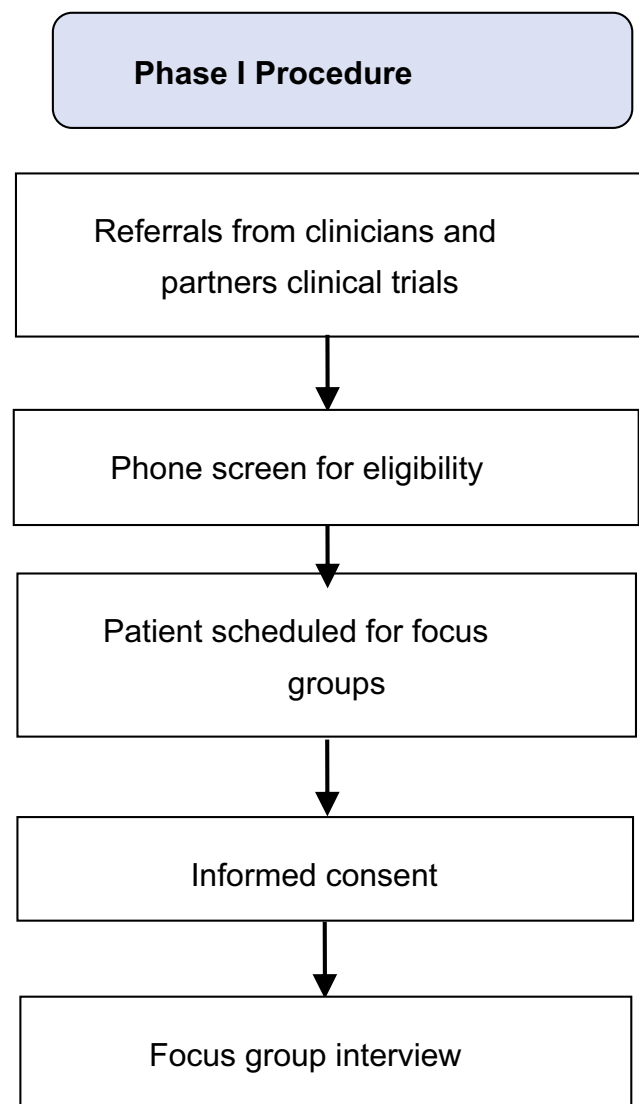 Phase I Procedure
Referrals from clinicians and
partners clinical trials
Phone screen for eligibility
Patient scheduled for focus
groups
Informed consent
Focus group interview